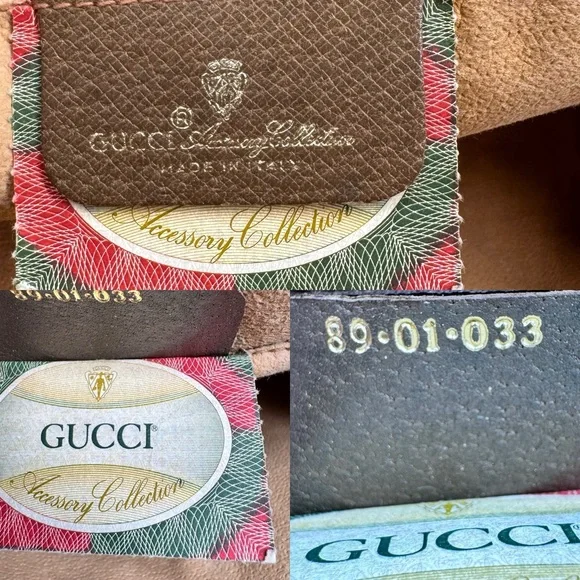 GUCCI® Accessory Collection
MADE IN ITALY
Accessory Collection
89·01·033
GUCCI®
Accessory Collection
89·01·033
GUCCI®